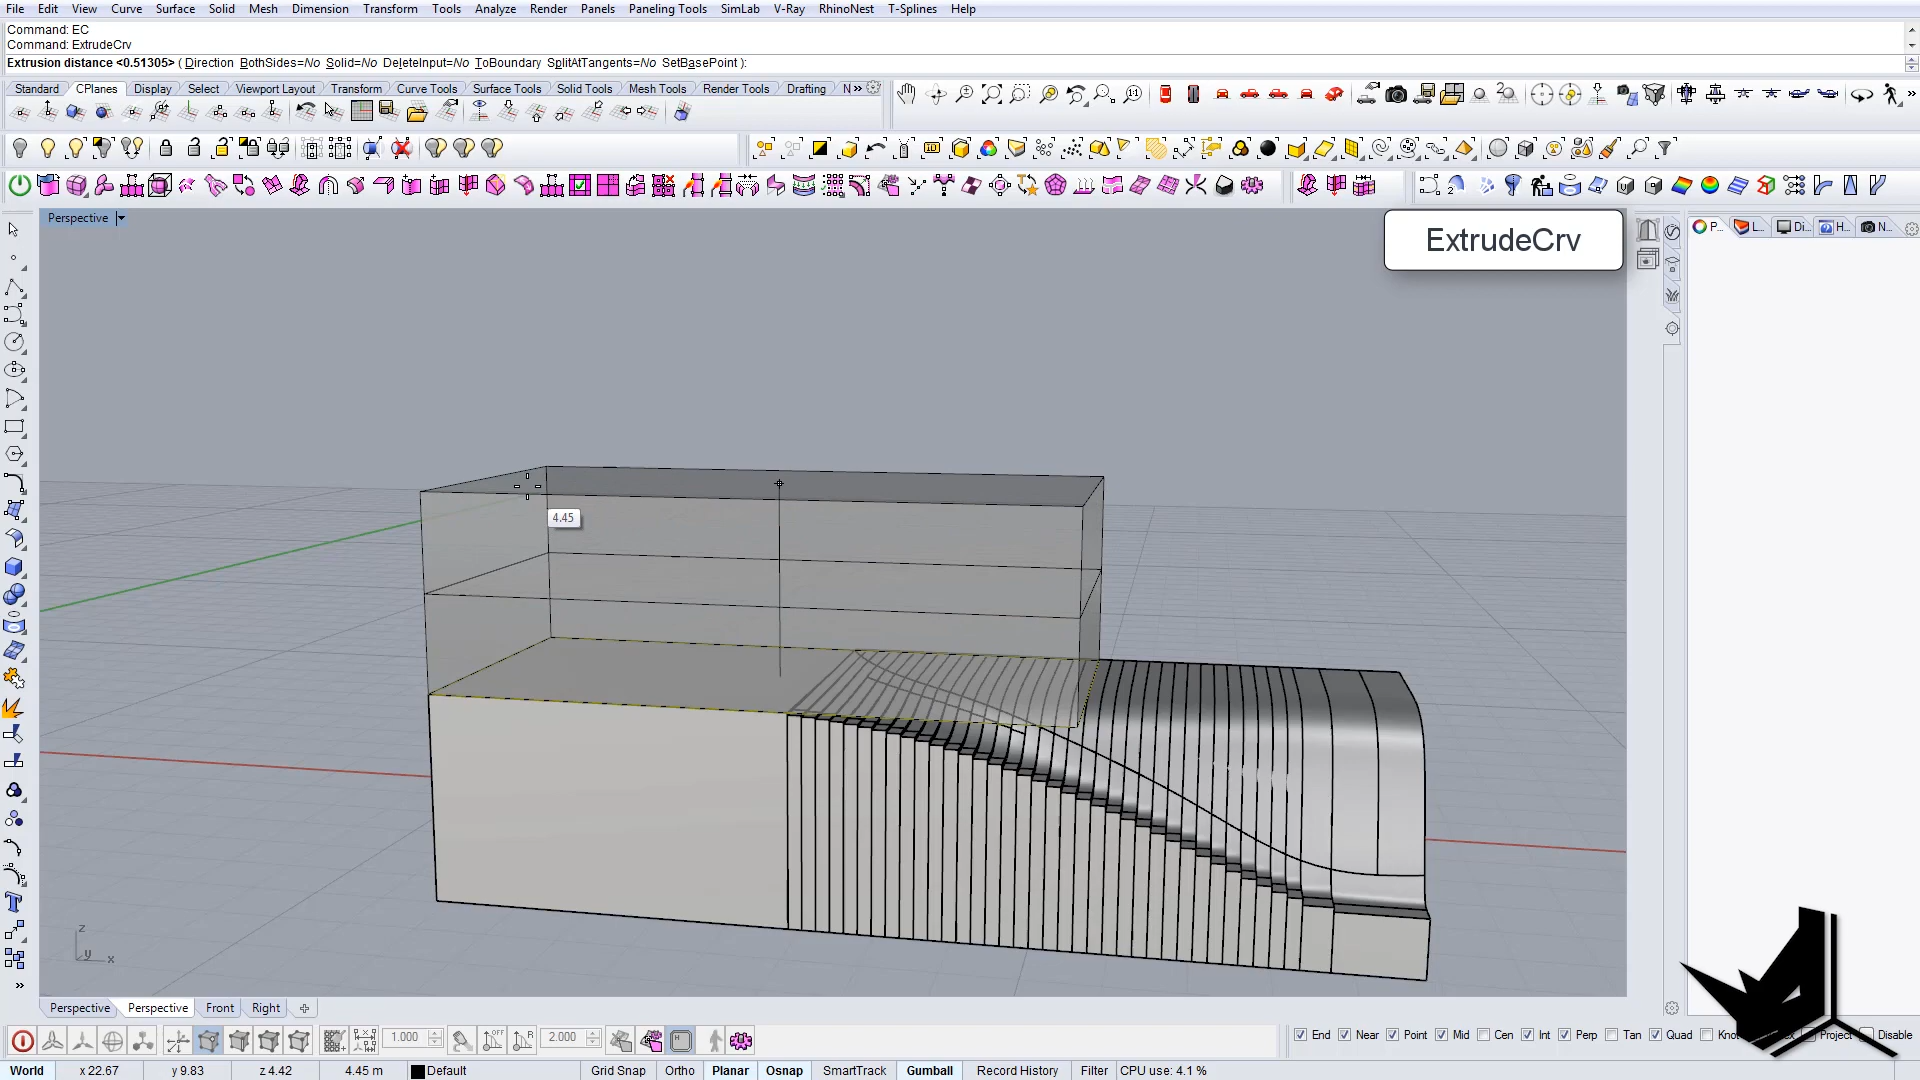 File Edit View Curve Surface Solid Mesh Dimension Transform Tools Analyze Render Panels Paneling Tools SimLab V-Ray RhinoNest T-Splines Help
Command: EC
Command: ExtrudeCrv
Extrusion distance <0.51305> ( Direction BothSides=No Solid=No DeleteInput=No ToBoundary SplitAtTangents=No SetBasePoint ):
Standard CPlanes Display Select Viewport Layout Transform Curve Tools Surface Tools Solid Tools Mesh Tools Render Tools Drafting N »
Perspective
ExtrudeCrv
P... L... Di... H... N...
4.45
z
y x
Perspective Perspective Front Right
1.000 2.000
End Near Point Mid Cen Int Perp Tan Quad Project Disable
World x 22.67 y 9.83 z 4.42 4.45 m Default Grid Snap Ortho Planar Osnap SmartTrack Gumball Record History Filter CPU use: 4.1 %